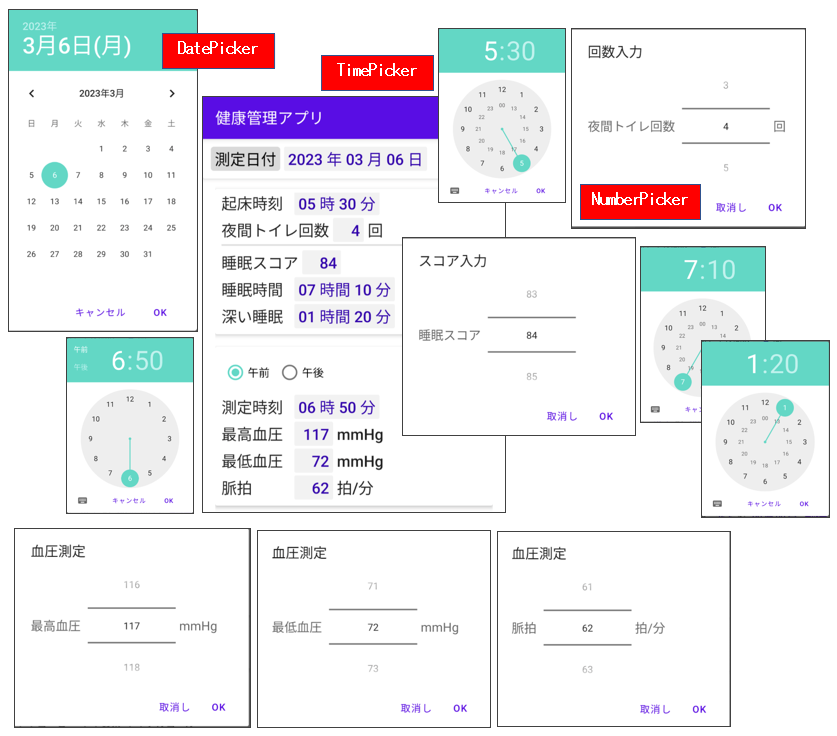 2023年
3月6日(月)
2023年3月
日 月 火 水 木 金 土
1 2 3 4
5 6 7 8 9 10 11
12 13 14 15 16 17 18
19 20 21 22 23 24 25
26 27 28 29 30 31
キャンセル OK
DatePicker
TimePicker
5:30
00 13 14 15 16 17 18 19 20 21 22 23
12 1 2 3 4 5 6 7 8 9 10 11
キャンセル OK
回数入力
3
夜間トイレ回数 4 回
5
取消し OK
NumberPicker
健康管理アプリ
測定日付 2023 年 03 月 06 日
起床時刻 05 時 30 分
夜間トイレ回数 4 回
睡眠スコア 84
睡眠時間 07 時間 10 分
深い睡眠 01 時間 20 分
午前 午後
測定時刻 06 時 50 分
最高血圧 117 mmHg
最低血圧 72 mmHg
脈拍 62 拍/分
スコア入力
83
睡眠スコア 84
85
取消し OK
7:10
12 1 2 7 8 9 10 11
00 13 19 20 21 22 23
キャ
1:20
12 1 2 3 4 5 6 7 8 9 10 11
00 14 15 16 17 18 19 20 21 22 23
キャンセル OK
午前
午後
6:50
12 1 2 3 4 5 6 7 8 9 10 11
キャンセル OK
血圧測定
116
最高血圧 117 mmHg
118
取消し OK
血圧測定
71
最低血圧 72 mmHg
73
取消し OK
血圧測定
61
脈拍 62 拍/分
63
取消し OK